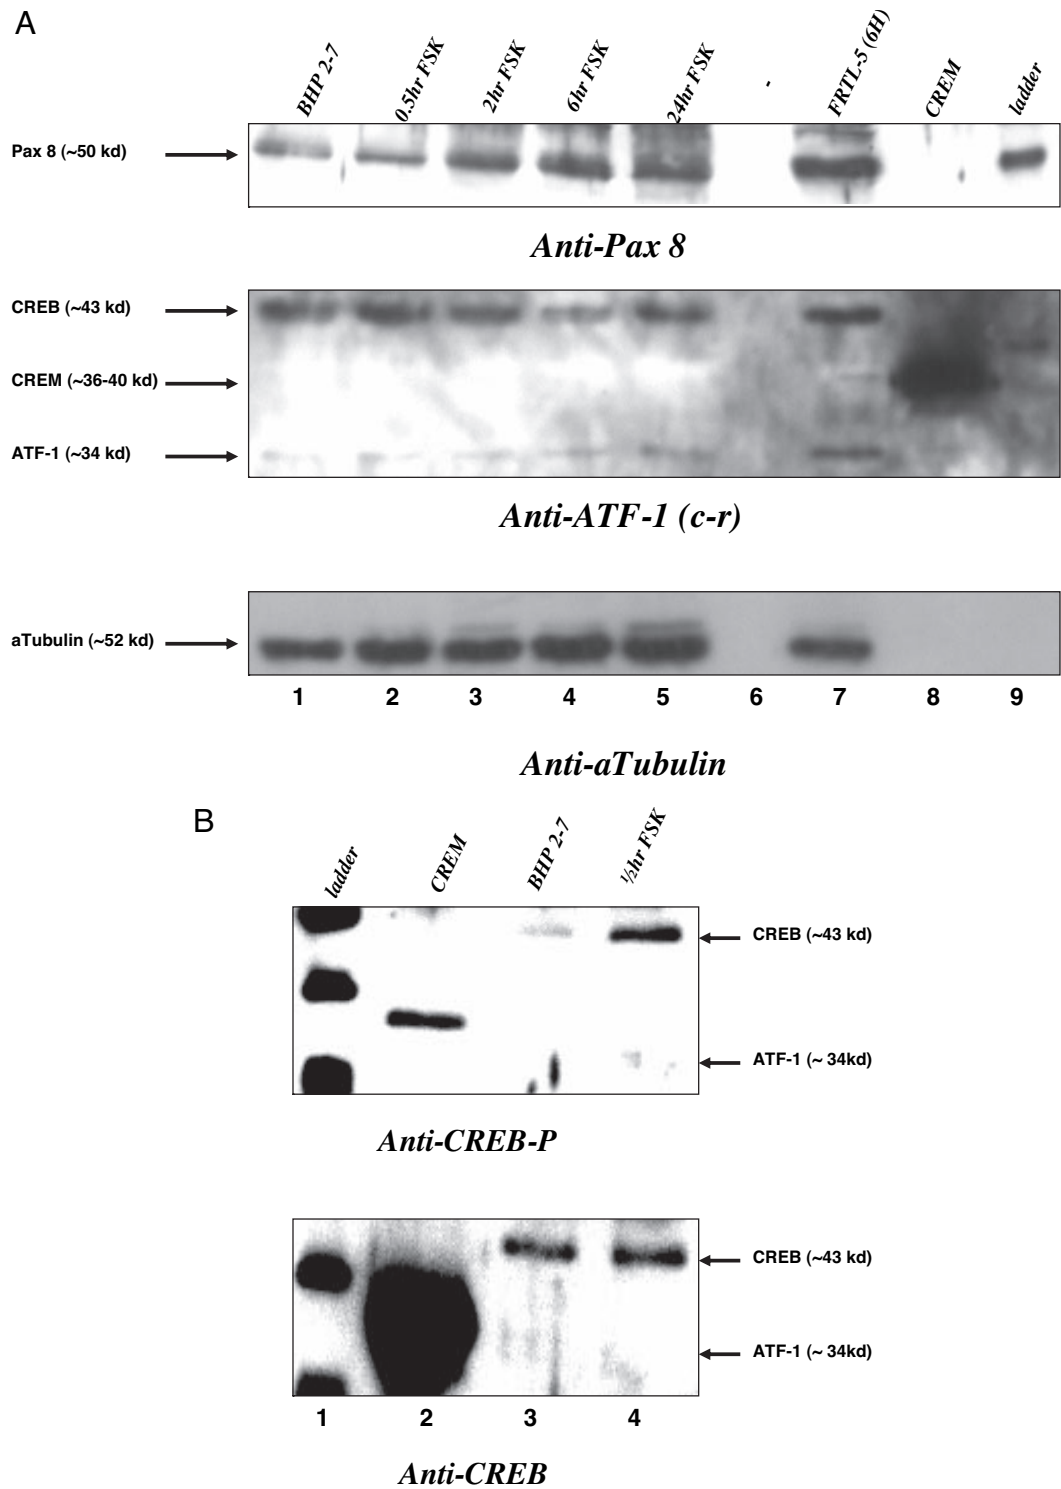 A
BHP 2-7
0.5hr FSK
2hr FSK
6hr FSK
24hr FSK
-
FRTL-5 (6H)
CREM
ladder
Pax 8 (~50 kd)
Anti-Pax 8
CREB (~43 kd)
CREM (~36-40 kd)
ATF-1 (~34 kd)
Anti-ATF-1 (c-r)
aTubulin (~52 kd)
1 2 3 4 5 6 7 8 9
Anti-aTubulin
B
ladder
CREM
BHP 2-7
½hr FSK
CREB (~43 kd)
ATF-1 (~ 34kd)
Anti-CREB-P
CREB (~43 kd)
ATF-1 (~ 34kd)
1 2 3 4
Anti-CREB